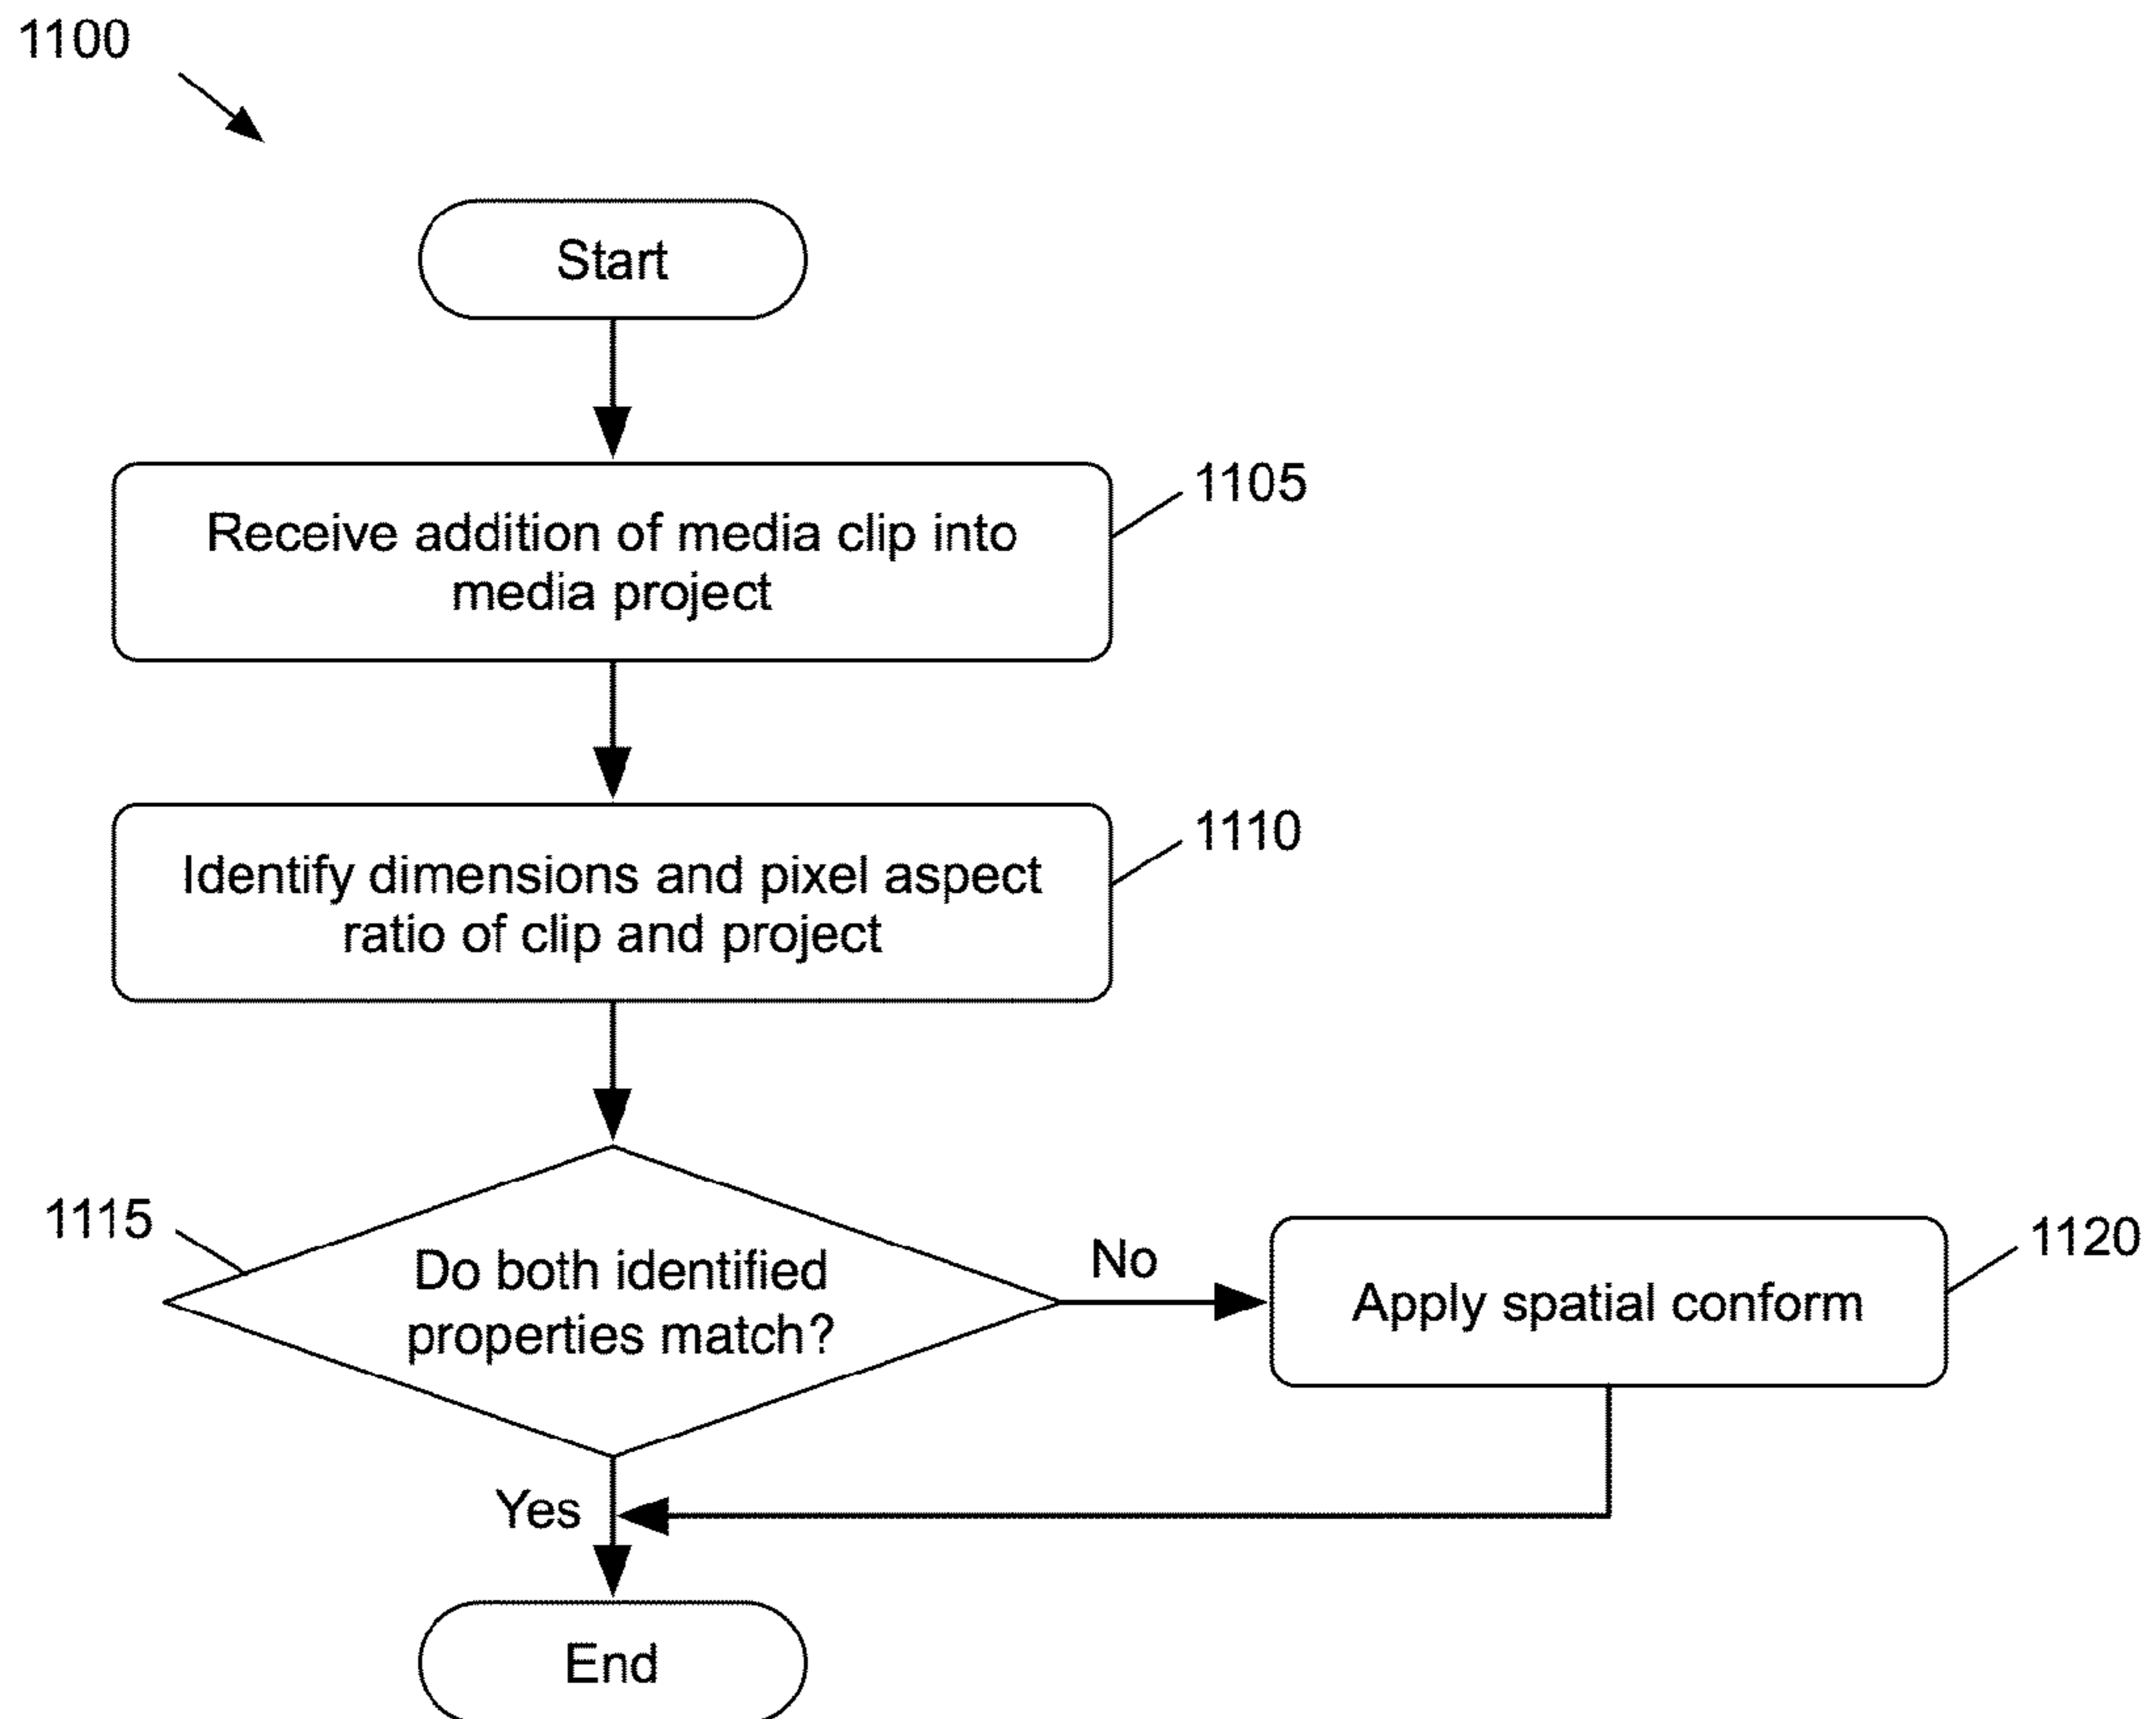 1100
Start
Receive addition of media clip into
media project
1105
Identify dimensions and pixel aspect
ratio of clip and project
1110
1115
Do both identified
properties match?
No
Apply spatial conform
1120
Yes
End